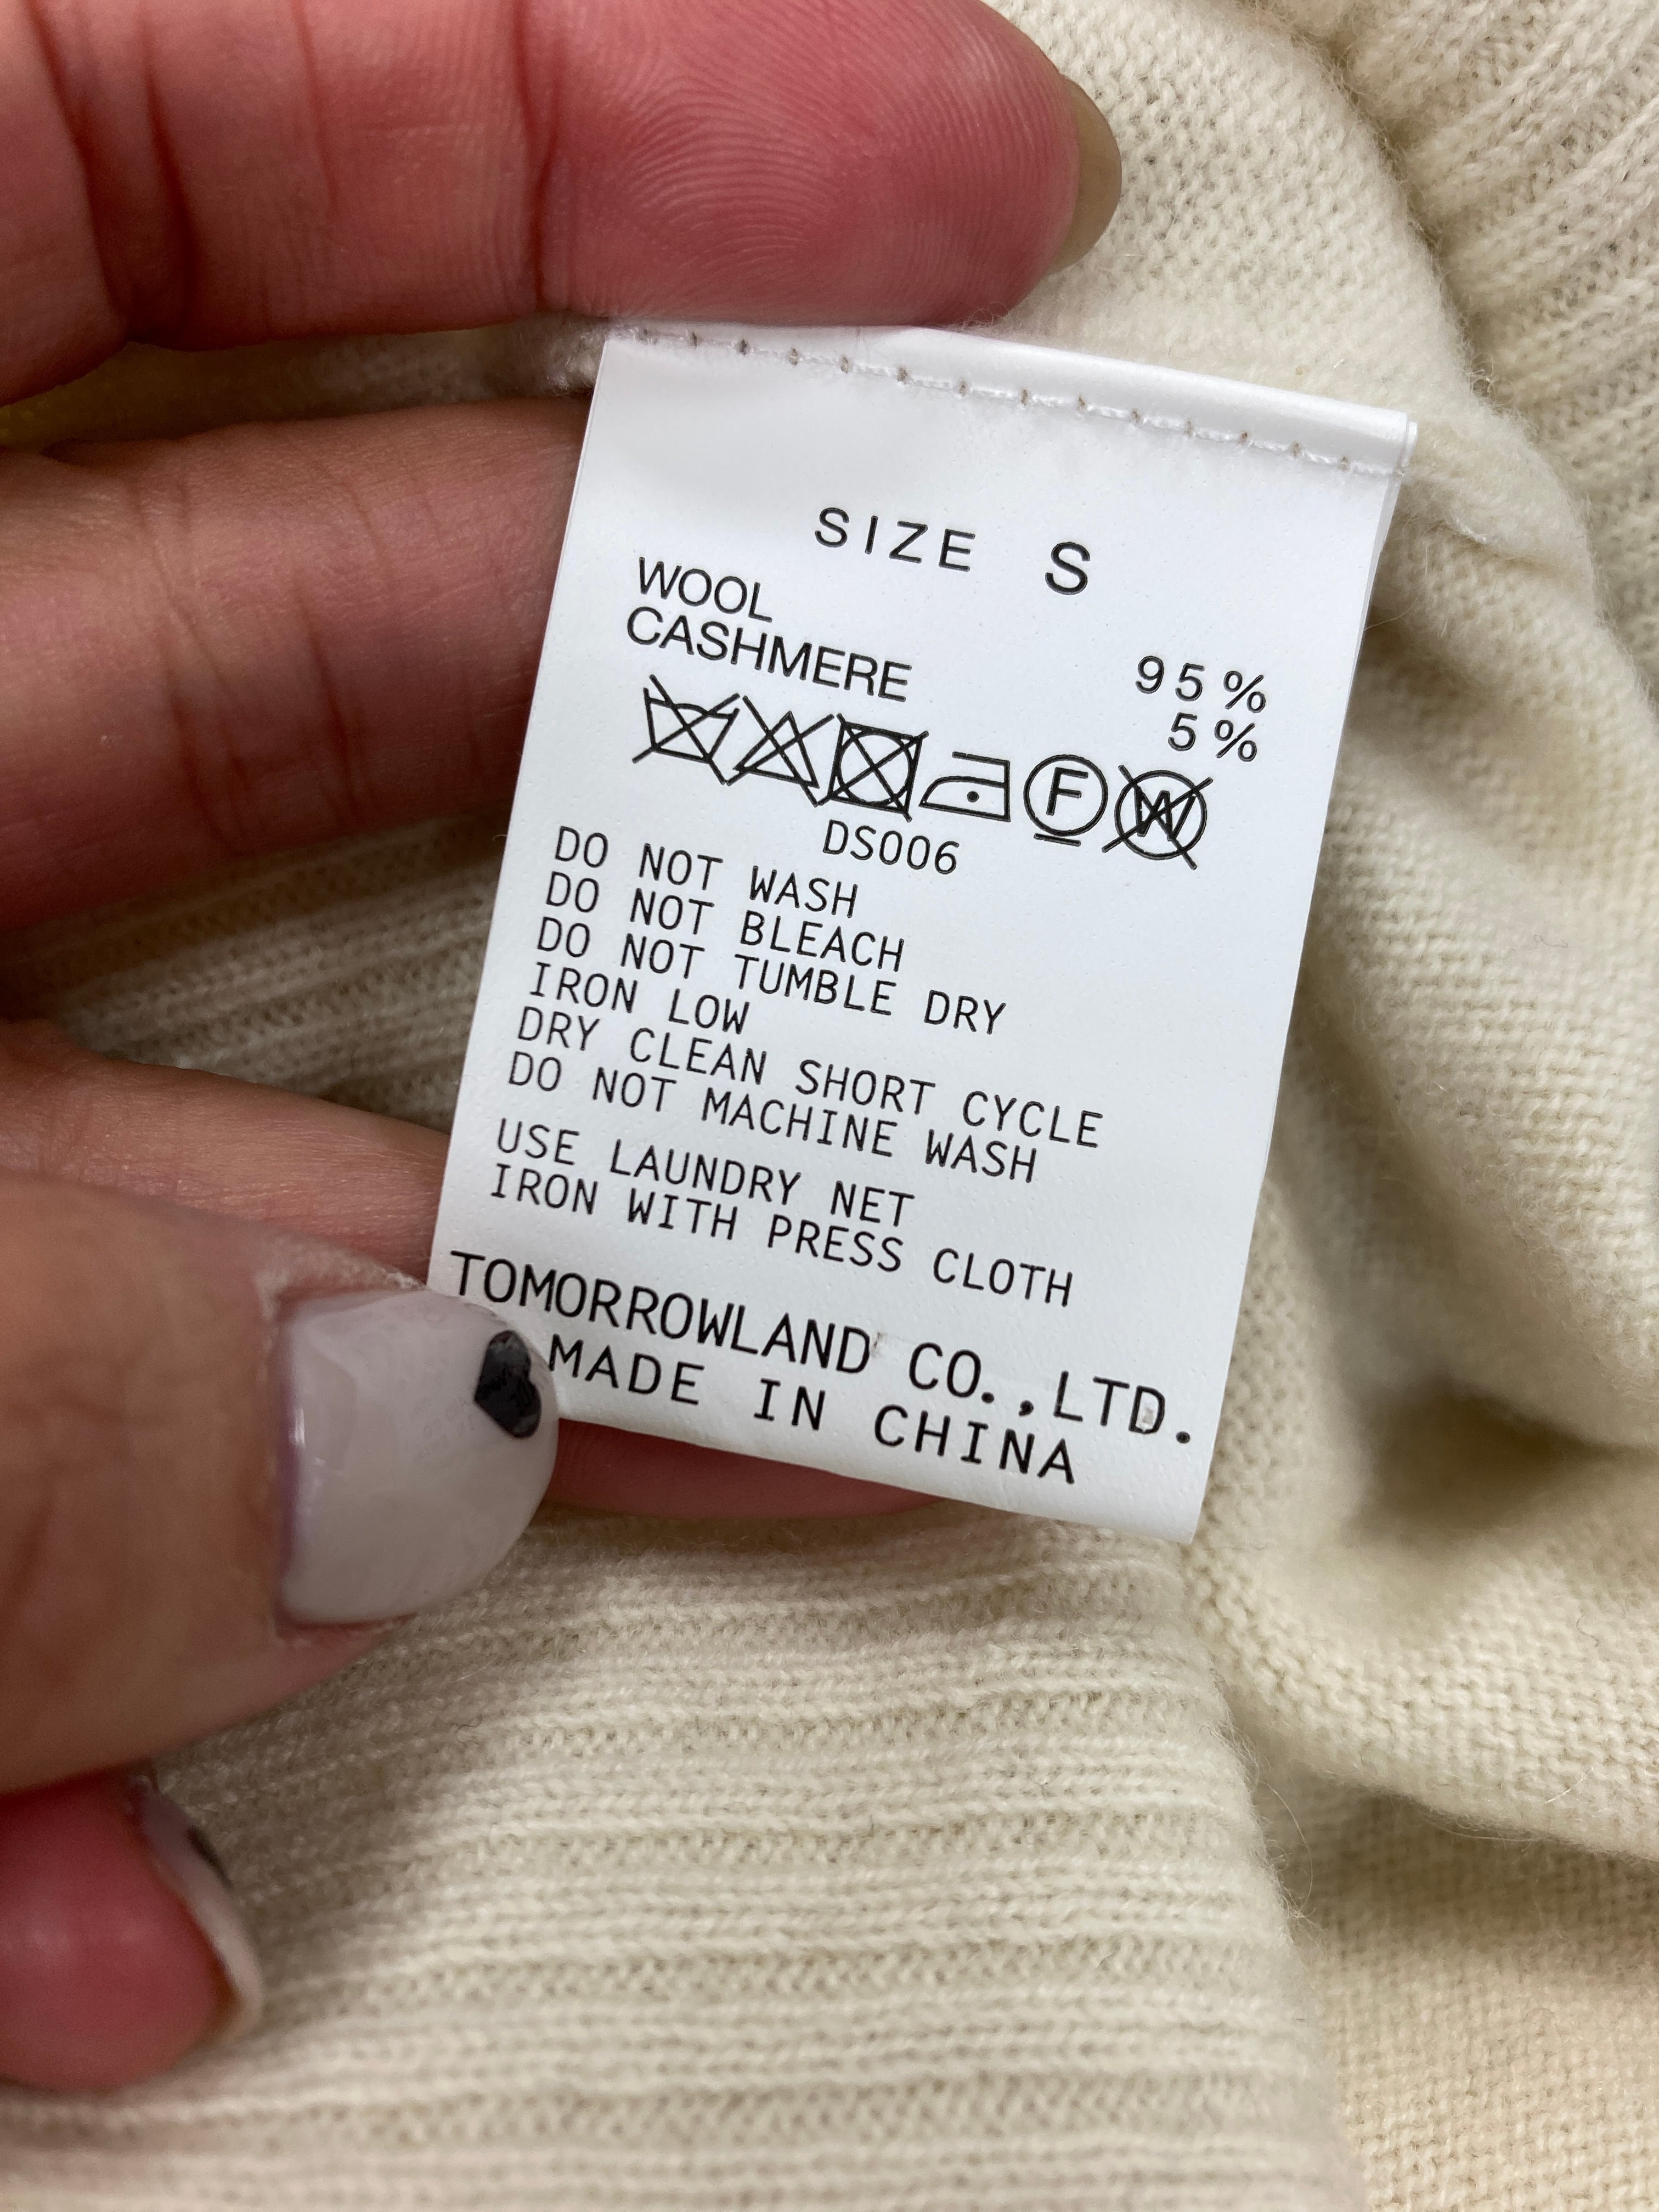 SIZE S
WOOL 95%
CASHMERE 5%
F W
DS006
DO NOT WASH
DO NOT BLEACH
DO NOT TUMBLE DRY
IRON LOW
DRY CLEAN SHORT CYCLE
DO NOT MACHINE WASH
USE LAUNDRY NET
IRON WITH PRESS CLOTH
TOMORROWLAND CO.,LTD.
MADE IN CHINA